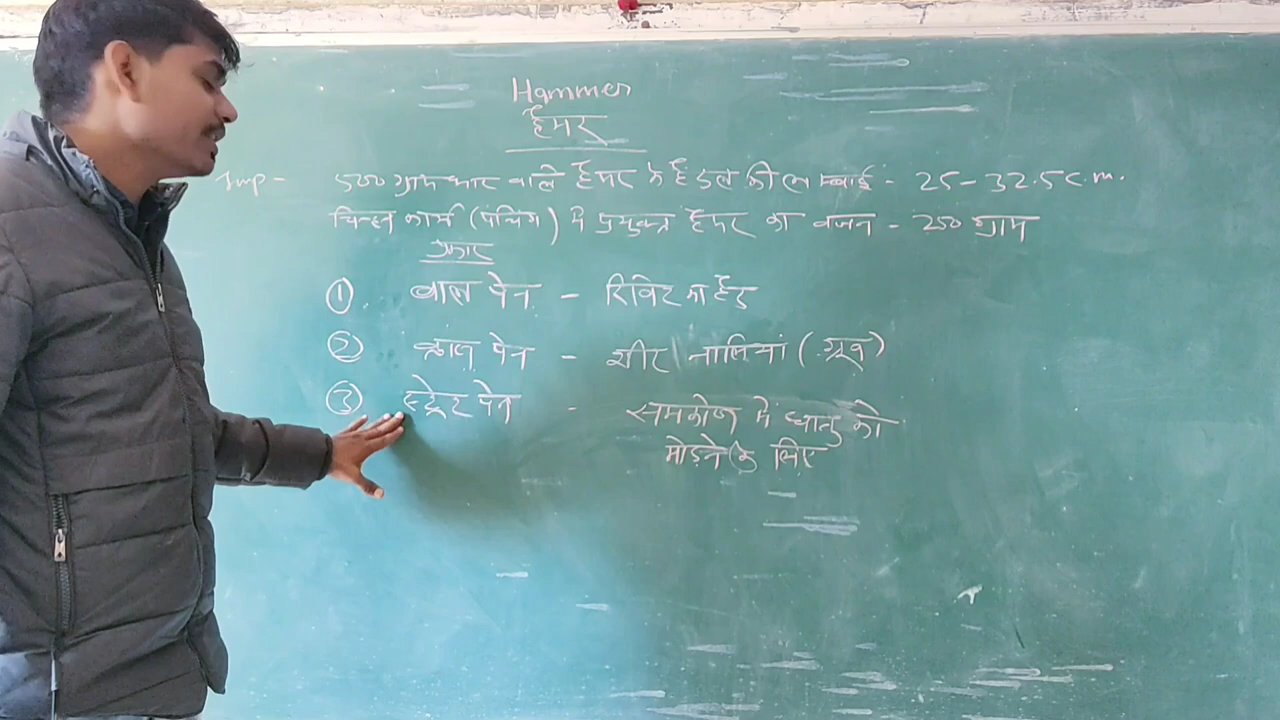 Hammer
हैमर
Imp - 500 ग्राम भार वाले हैमर के हैंडल की लम्बाई - 25 - 32.5 c.m.
चिन्हन कार्य (पंचिंग) में प्रयुक्त हैमर का वजन - 250 ग्राम
प्रकार
① बाल पेन - रिविट का हैड
② क्रास पेन - शीट नालियां (ग्रूव)
③ स्ट्रेट पेन - समकोण में धातु को
मोड़ने के लिए